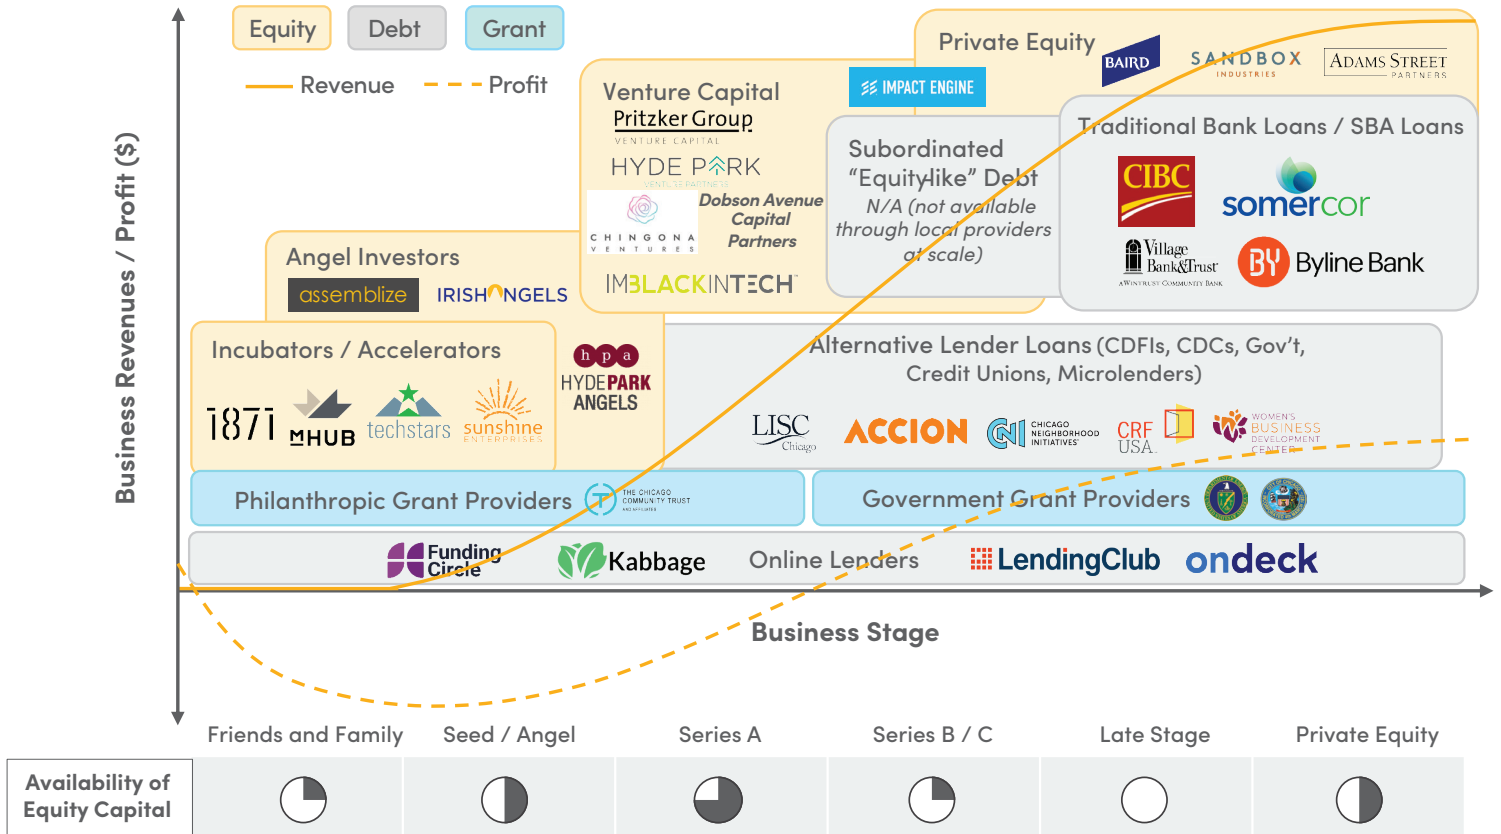 Equity
Debt
Grant
Revenue
Profit
Business Revenues / Profit ($)
Private Equity
BAIRD
SANDBOX
INDUSTRIES
ADAMS STREET
PARTNERS
Venture Capital
IMPACT ENGINE
Pritzker Group
VENTURE CAPITAL
HYDE PARK
VENTURE PARTNERS
CHINGONA
VENTURES
Dobson Avenue
Capital
Partners
IMBLACKINTECH
Subordinated
“Equity-like” Debt
N/A (not available
through local providers
at scale)
Traditional Bank Loans / SBA Loans
CIBC
somercor
Village
Bank&Trust
A WINTRUST COMMUNITY BANK
BY
Byline Bank
Angel Investors
assemblize
IRISHANGELS
Incubators / Accelerators
1871
mHUB
techstars
sunshine
ENTERPRISES
hpa
HYDEPARK
ANGELS
Alternative Lender Loans (CDFIs, CDCs, Gov’t,
Credit Unions, Microlenders)
LISC
Chicago
ACCION
CNI
CHICAGO
NEIGHBORHOOD
INITIATIVES
CRF
USA
WOMEN'S
BUSINESS
DEVELOPMENT
CENTER
Philanthropic Grant Providers
THE CHICAGO
COMMUNITY TRUST
AND AFFILIATES
Government Grant Providers
Funding
Circle
Kabbage
Online Lenders
LendingClub
ondeck
Business Stage
Friends and Family
Seed / Angel
Series A
Series B / C
Late Stage
Private Equity
Availability of
Equity Capital